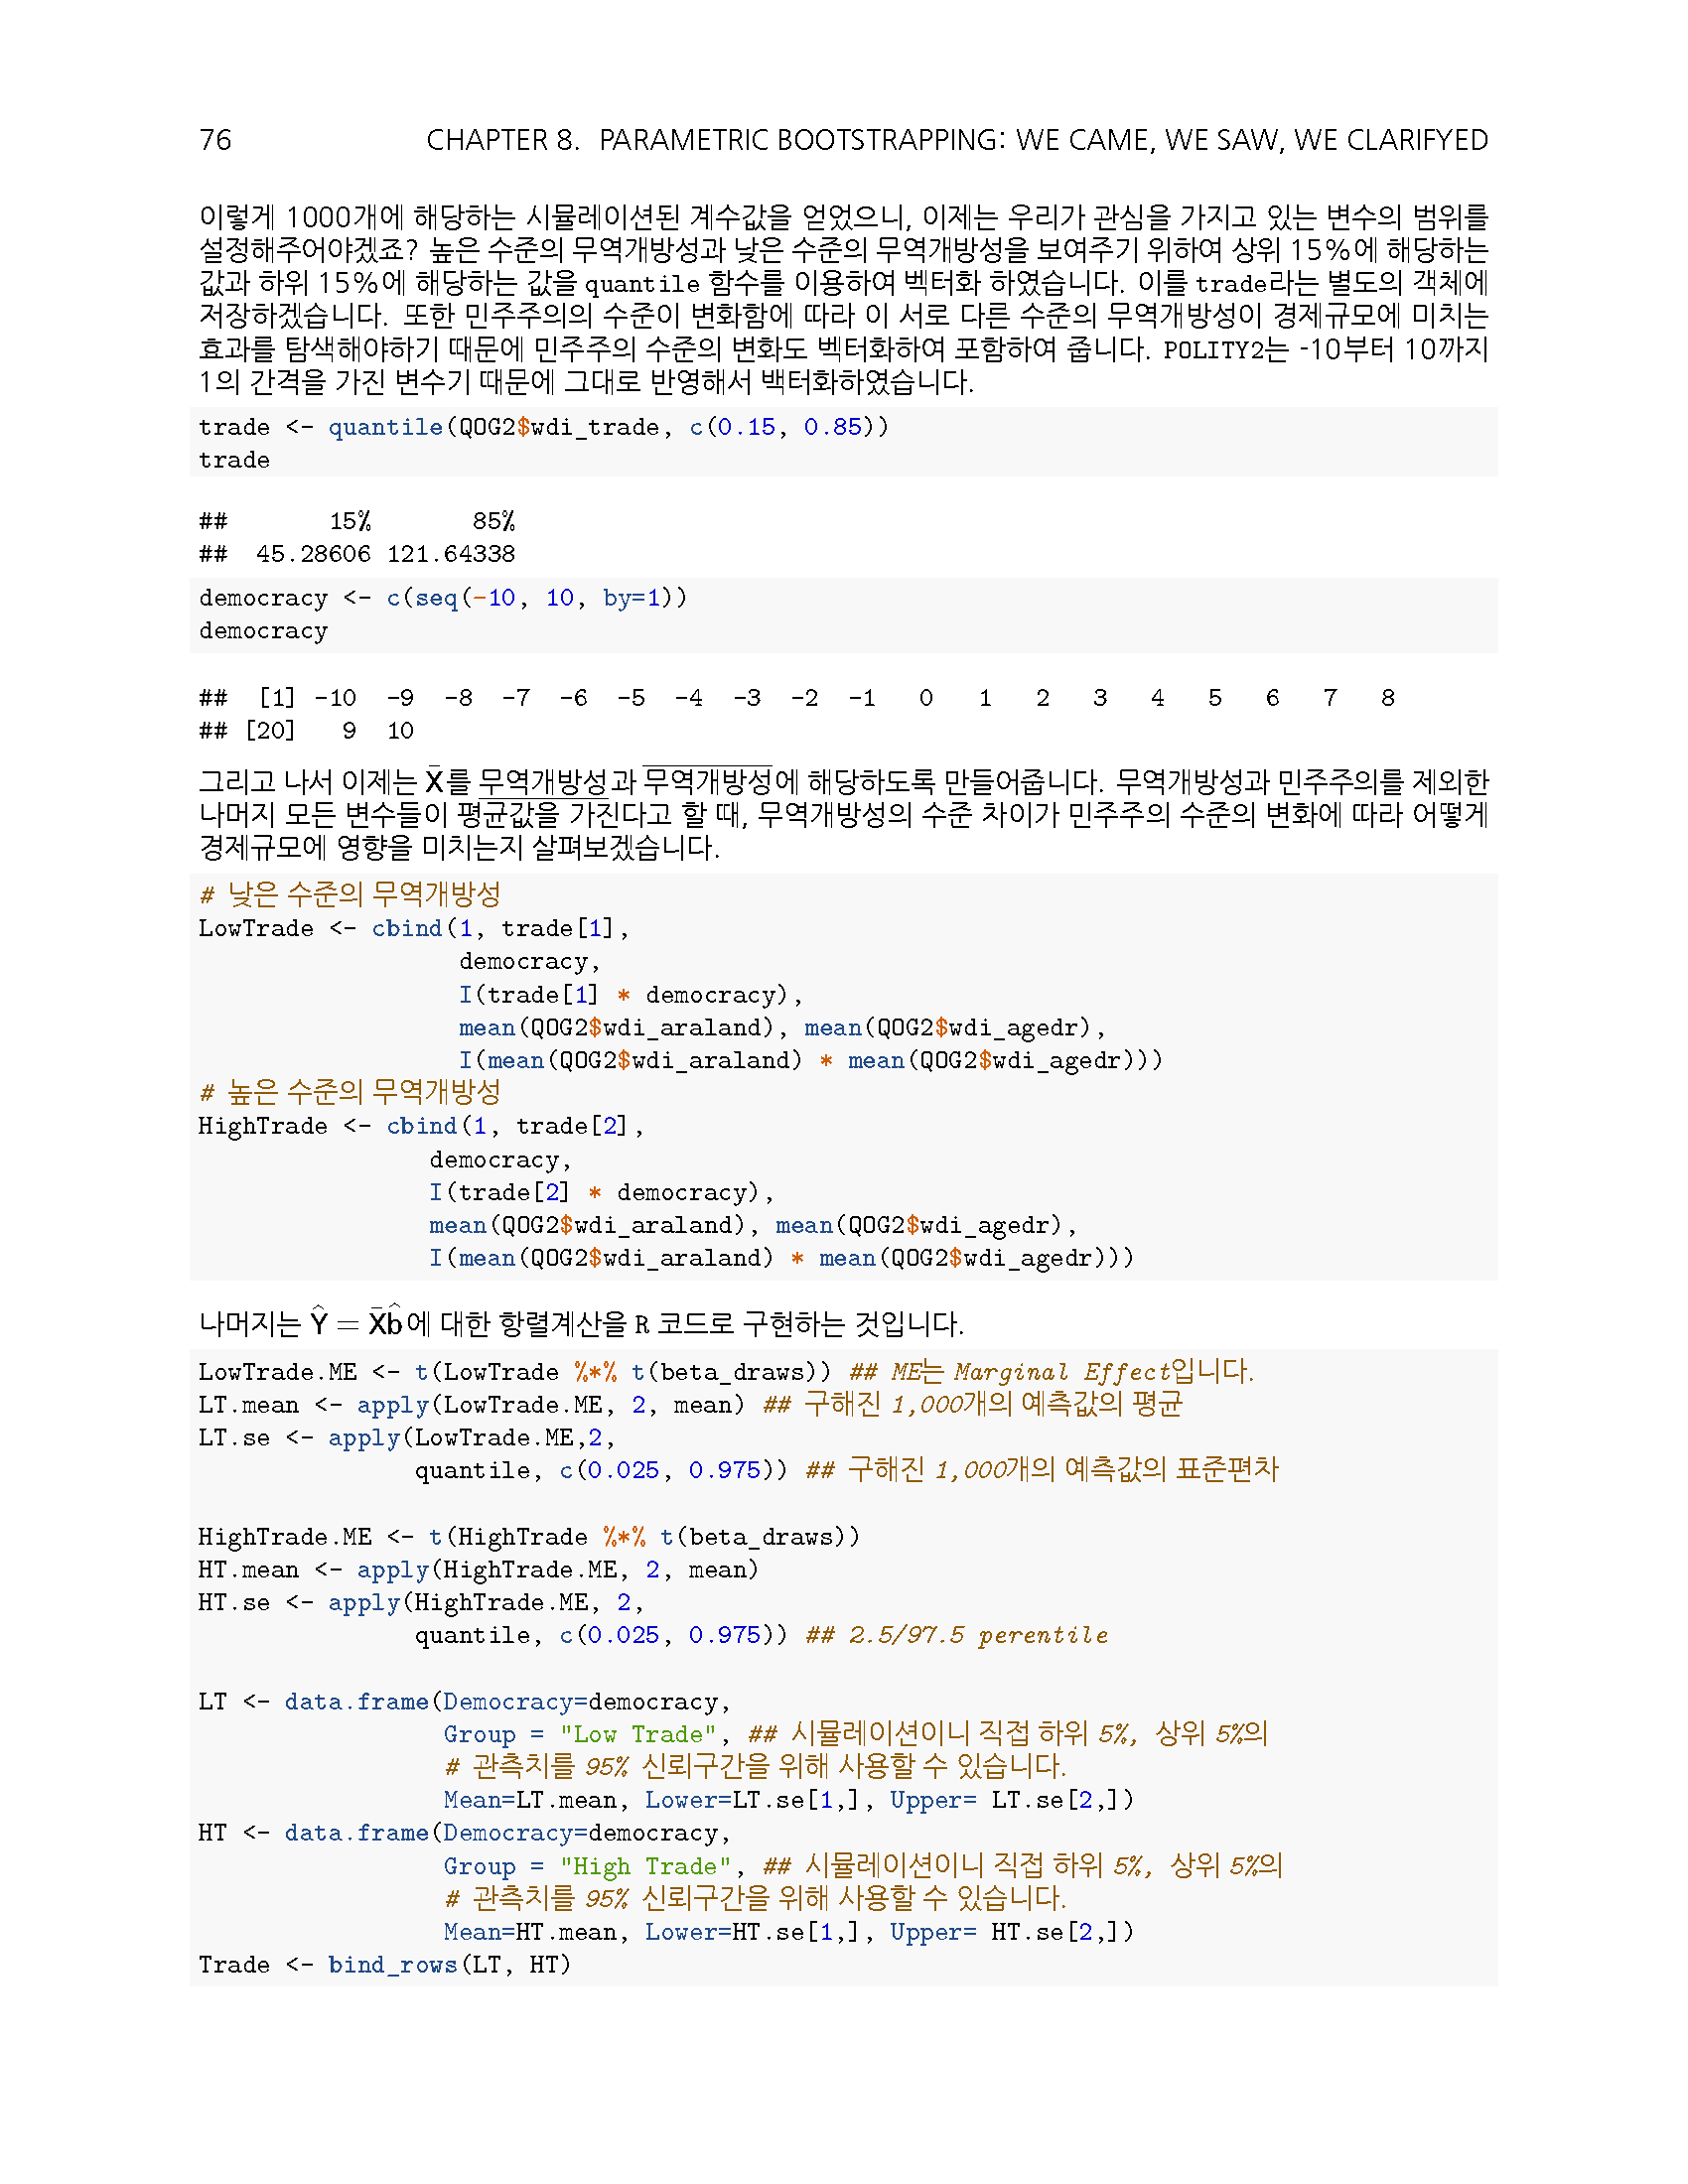 76 CHAPTER 8. PARAMETRIC BOOTSTRAPPING: WE CAME, WE SAW, WE CLARIFYED
이렇게 1000개에 해당하는 시뮬레이션된 계수값을 얻었으니, 이제는 우리가 관심을 가지고 있는 변수의 범위를
설정해주어야겠죠? 높은 수준의 무역개방성과 낮은 수준의 무역개방성을 보여주기 위하여 상위 15%에 해당하는
값과 하위 15%에 해당하는 값을 quantile 함수를 이용하여 벡터화 하였습니다. 이를 trade라는 별도의 객체에
저장하겠습니다. 또한 민주주의의 수준이 변화함에 따라 이 서로 다른 수준의 무역개방성이 경제규모에 미치는
효과를 탐색해야하기 때문에 민주주의 수준의 변화도 벡터화하여 포함하여 줍니다. POLITY2는 -10부터 10까지
1의 간격을 가진 변수기 때문에 그대로 반영해서 백터화하였습니다.
trade <- quantile(QOG2$wdi_trade, c(0.15, 0.85))
trade
##       15%       85%
##  45.28606 121.64338
democracy <- c(seq(-10, 10, by=1))
democracy
##  [1] -10  -9  -8  -7  -6  -5  -4  -3  -2  -1   0   1   2   3   4   5   6   7   8
## [20]   9  10
그리고 나서 이제는 X̄를 무역개방성과 무역개방성에 해당하도록 만들어줍니다. 무역개방성과 민주주의를 제외한
나머지 모든 변수들이 평균값을 가진다고 할 때, 무역개방성의 수준 차이가 민주주의 수준의 변화에 따라 어떻게
경제규모에 영향을 미치는지 살펴보겠습니다.
# 낮은 수준의 무역개방성
LowTrade <- cbind(1, trade[1],
                  democracy,
                  I(trade[1] * democracy),
                  mean(QOG2$wdi_araland), mean(QOG2$wdi_agedr),
                  I(mean(QOG2$wdi_araland) * mean(QOG2$wdi_agedr)))
# 높은 수준의 무역개방성
HighTrade <- cbind(1, trade[2],
                democracy,
                I(trade[2] * democracy),
                mean(QOG2$wdi_araland), mean(QOG2$wdi_agedr),
                I(mean(QOG2$wdi_araland) * mean(QOG2$wdi_agedr)))
나머지는 Ŷ = X̄b̂에 대한 항렬계산을 R 코드로 구현하는 것입니다.
LowTrade.ME <- t(LowTrade %*% t(beta_draws)) ## ME는 Marginal Effect입니다.
LT.mean <- apply(LowTrade.ME, 2, mean) ## 구해진 1,000개의 예측값의 평균
LT.se <- apply(LowTrade.ME,2,
               quantile, c(0.025, 0.975)) ## 구해진 1,000개의 예측값의 표준편차
HighTrade.ME <- t(HighTrade %*% t(beta_draws))
HT.mean <- apply(HighTrade.ME, 2, mean)
HT.se <- apply(HighTrade.ME, 2,
               quantile, c(0.025, 0.975)) ## 2.5/97.5 perentile
LT <- data.frame(Democracy=democracy,
                 Group = "Low Trade", ## 시뮬레이션이니 직접 하위 5%, 상위 5%의
                 # 관측치를 95% 신뢰구간을 위해 사용할 수 있습니다.
                 Mean=LT.mean, Lower=LT.se[1,], Upper= LT.se[2,])
HT <- data.frame(Democracy=democracy,
                 Group = "High Trade", ## 시뮬레이션이니 직접 하위 5%, 상위 5%의
                 # 관측치를 95% 신뢰구간을 위해 사용할 수 있습니다.
                 Mean=HT.mean, Lower=HT.se[1,], Upper= HT.se[2,])
Trade <- bind_rows(LT, HT)